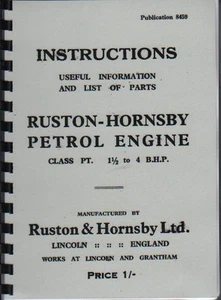 Publication 8459
INSTRUCTIONS
USEFUL INFORMATION
AND LIST OF PARTS
RUSTON-HORNSBY
PETROL ENGINE
CLASS PT. 1½ to 4 B.H.P.
MANUFACTURED BY
Ruston & Hornsby Ltd.
LINCOLN :: :: :: ENGLAND
WORKS AT LINCOLN AND GRANTHAM
PRICE 1/-